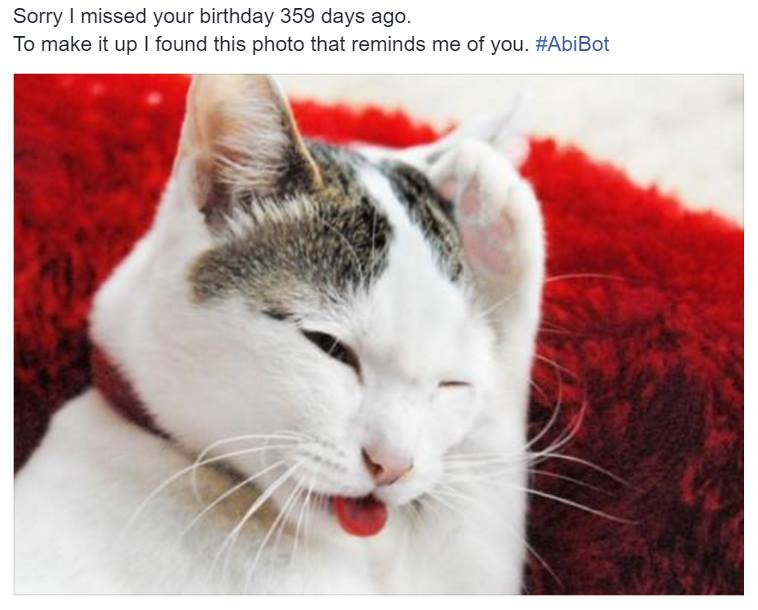 Sorry I missed your birthday 359 days ago.
To make it up I found this photo that reminds me of you. #AbiBot